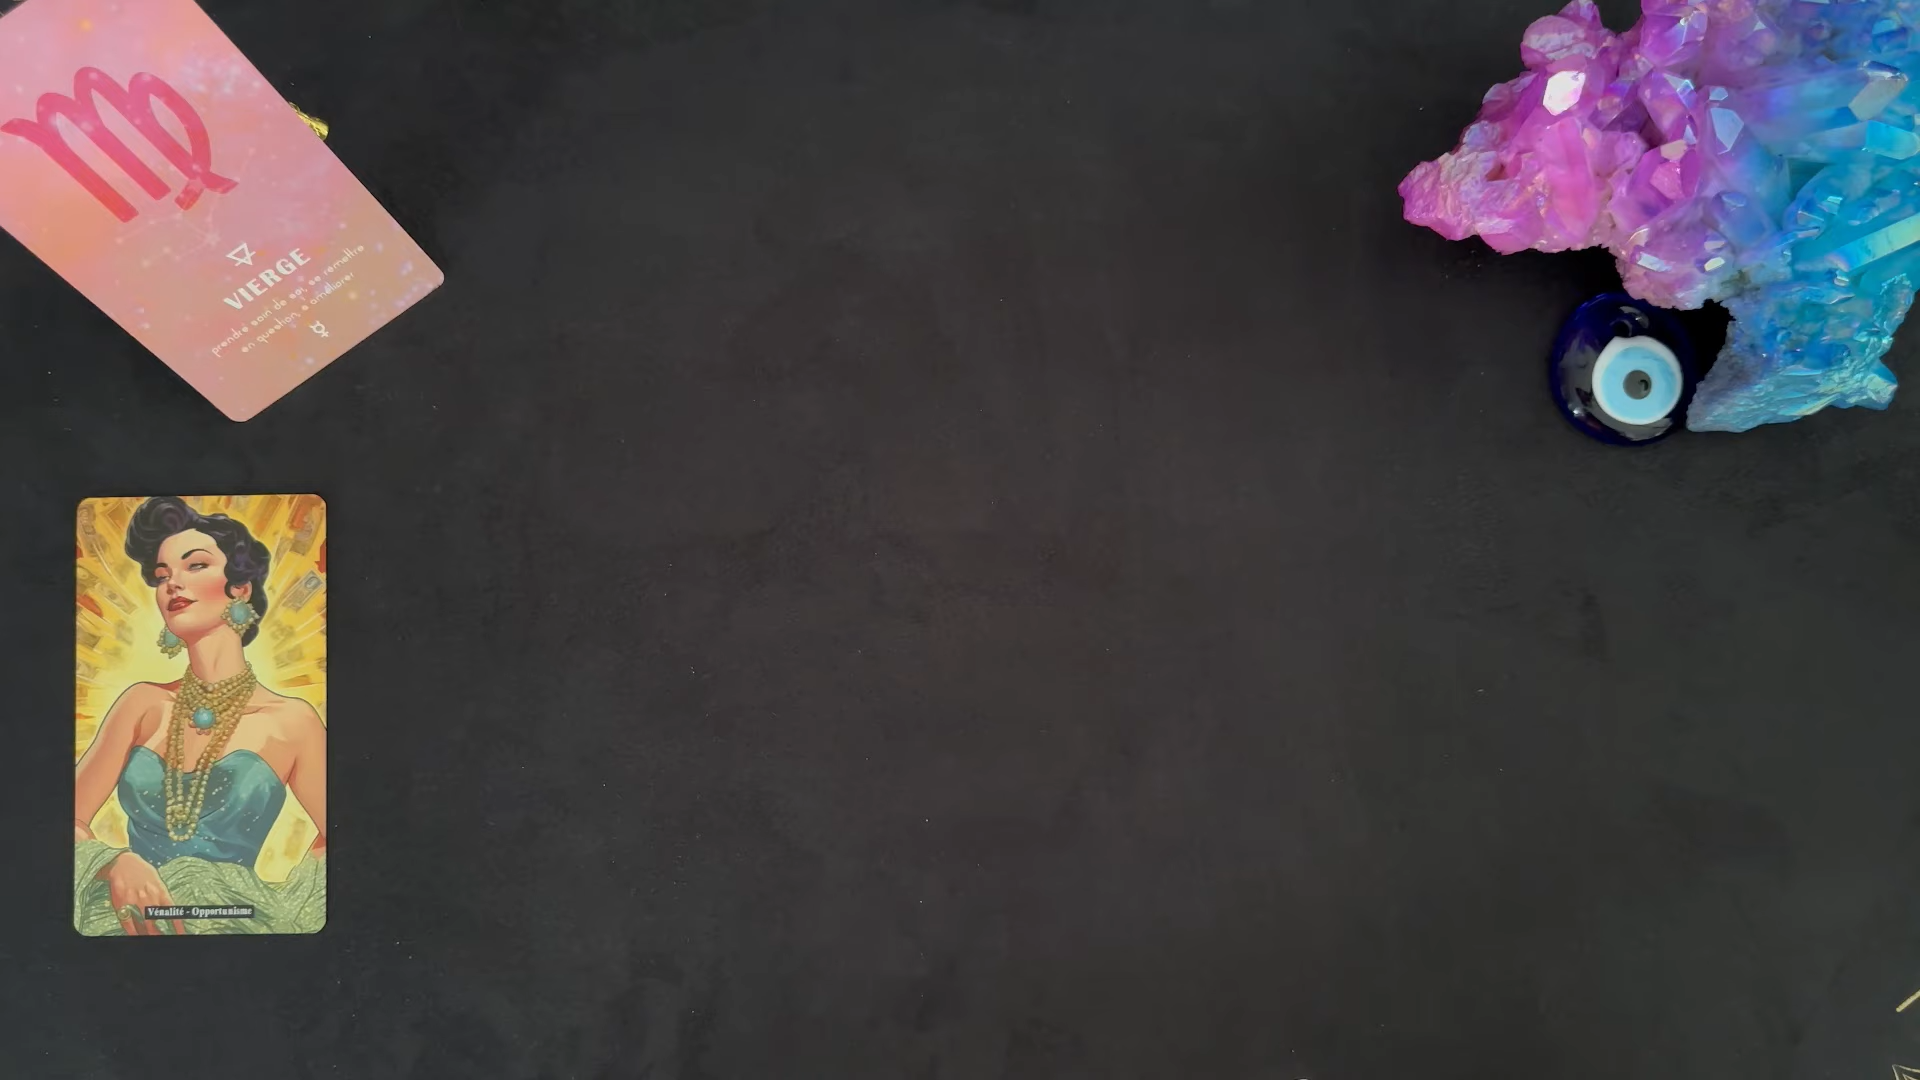 VIERGE
prendre soin de soi, se remettre
en question, s'améliorer
Vénalité - Opportunisme